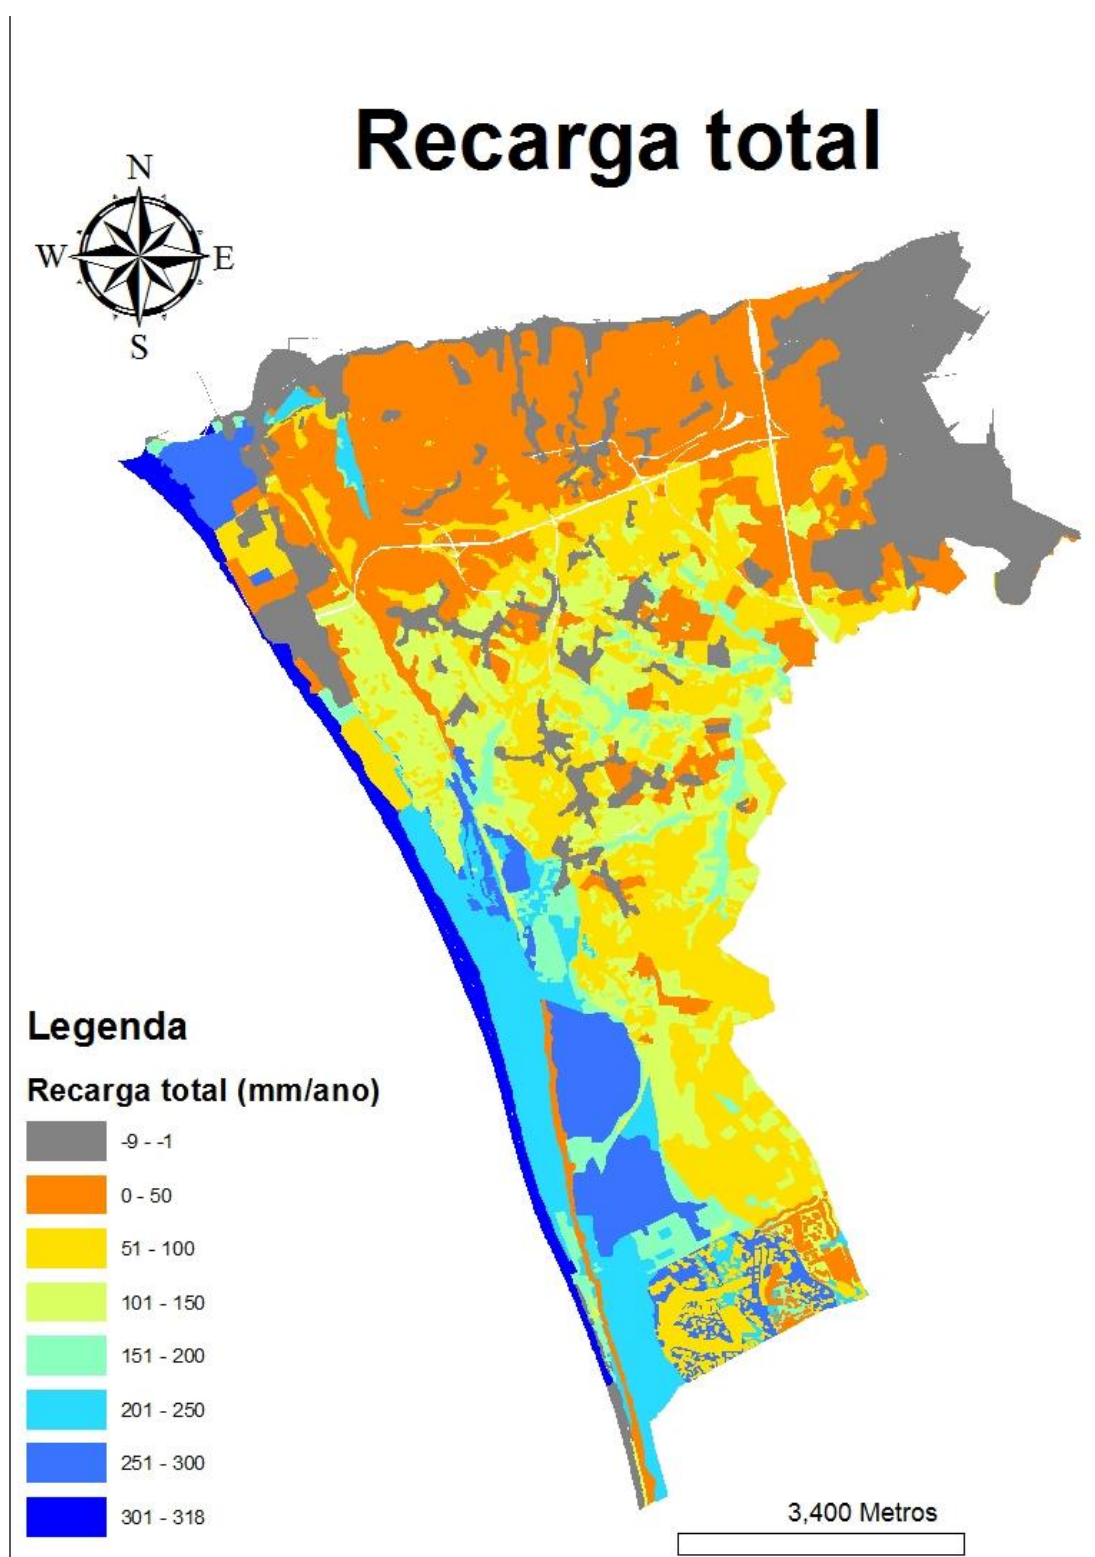 Recarga total
N
W E
S
Legenda
Recarga total (mm/ano)
-9 - -1
0 - 50
51 - 100
101 - 150
151 - 200
201 - 250
251 - 300
301 - 318
3,400 Metros